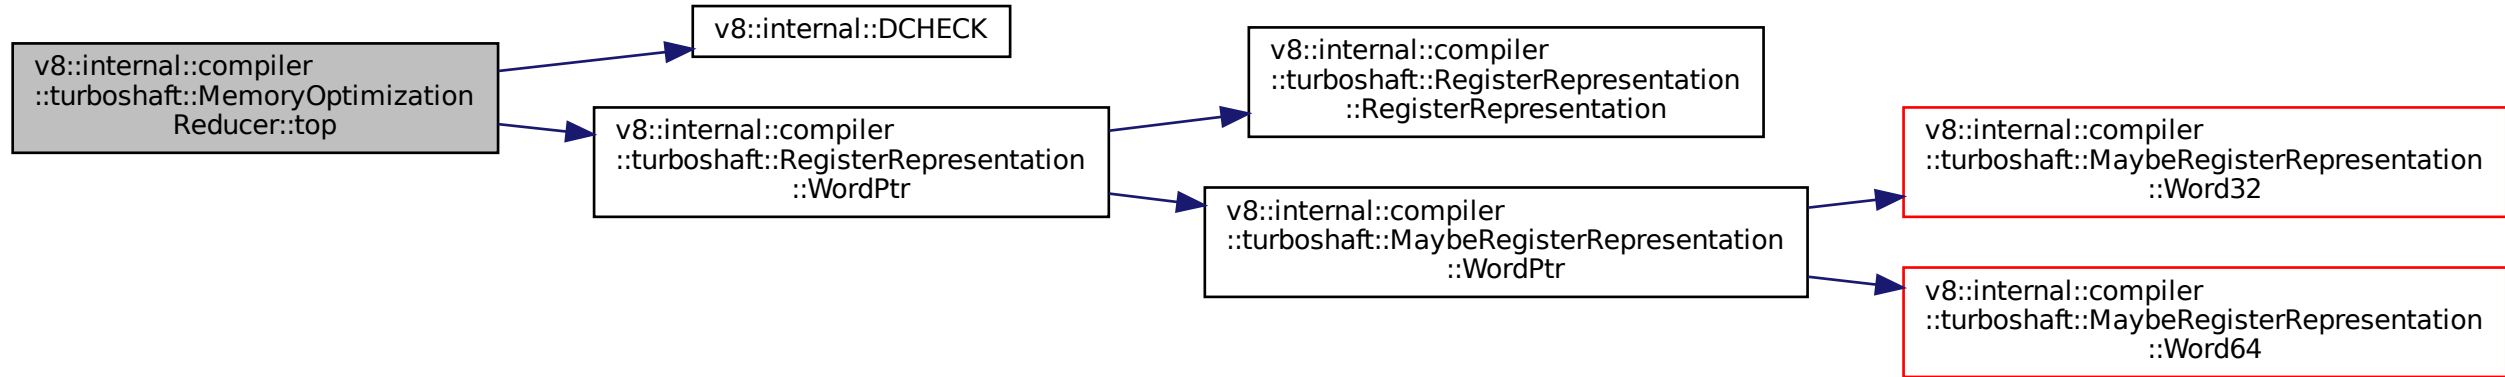 v8::internal::compiler
::turboshaft::MemoryOptimization
Reducer::top
v8::internal::DCHECK
v8::internal::compiler
::turboshaft::RegisterRepresentation
::WordPtr
v8::internal::compiler
::turboshaft::RegisterRepresentation
::RegisterRepresentation
v8::internal::compiler
::turboshaft::MaybeRegisterRepresentation
::WordPtr
v8::internal::compiler
::turboshaft::MaybeRegisterRepresentation
::Word32
v8::internal::compiler
::turboshaft::MaybeRegisterRepresentation
::Word64